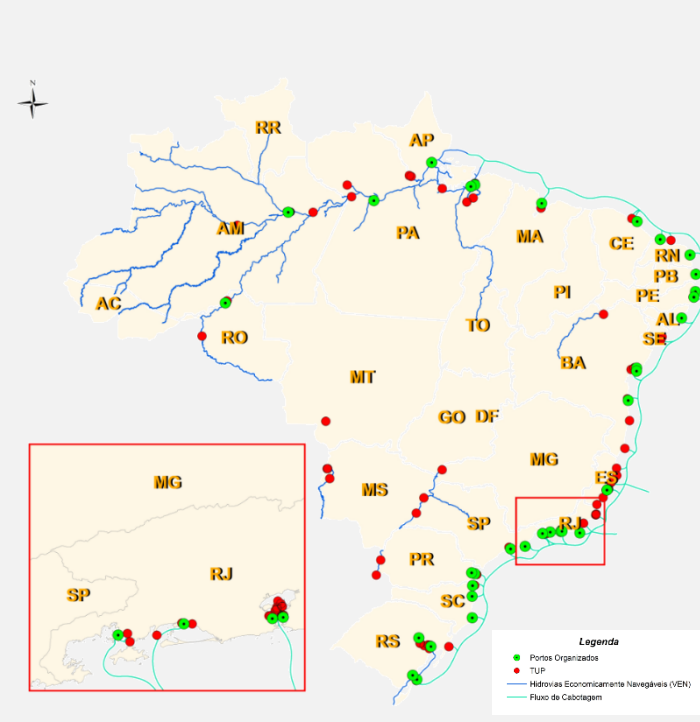 N
RR
AP
AM
PA
MA
CE
RN
PB
PE
PI
AL
SE
AC
RO
TO
BA
MT
GO DF
MG
ES
MS
SP
RJ
PR
SC
RS
MG
RJ
SP
Legenda
Portos Organizados
TUP
Hidrovias Economicamente Navegáveis (VEN)
Fluxo de Cabotagem